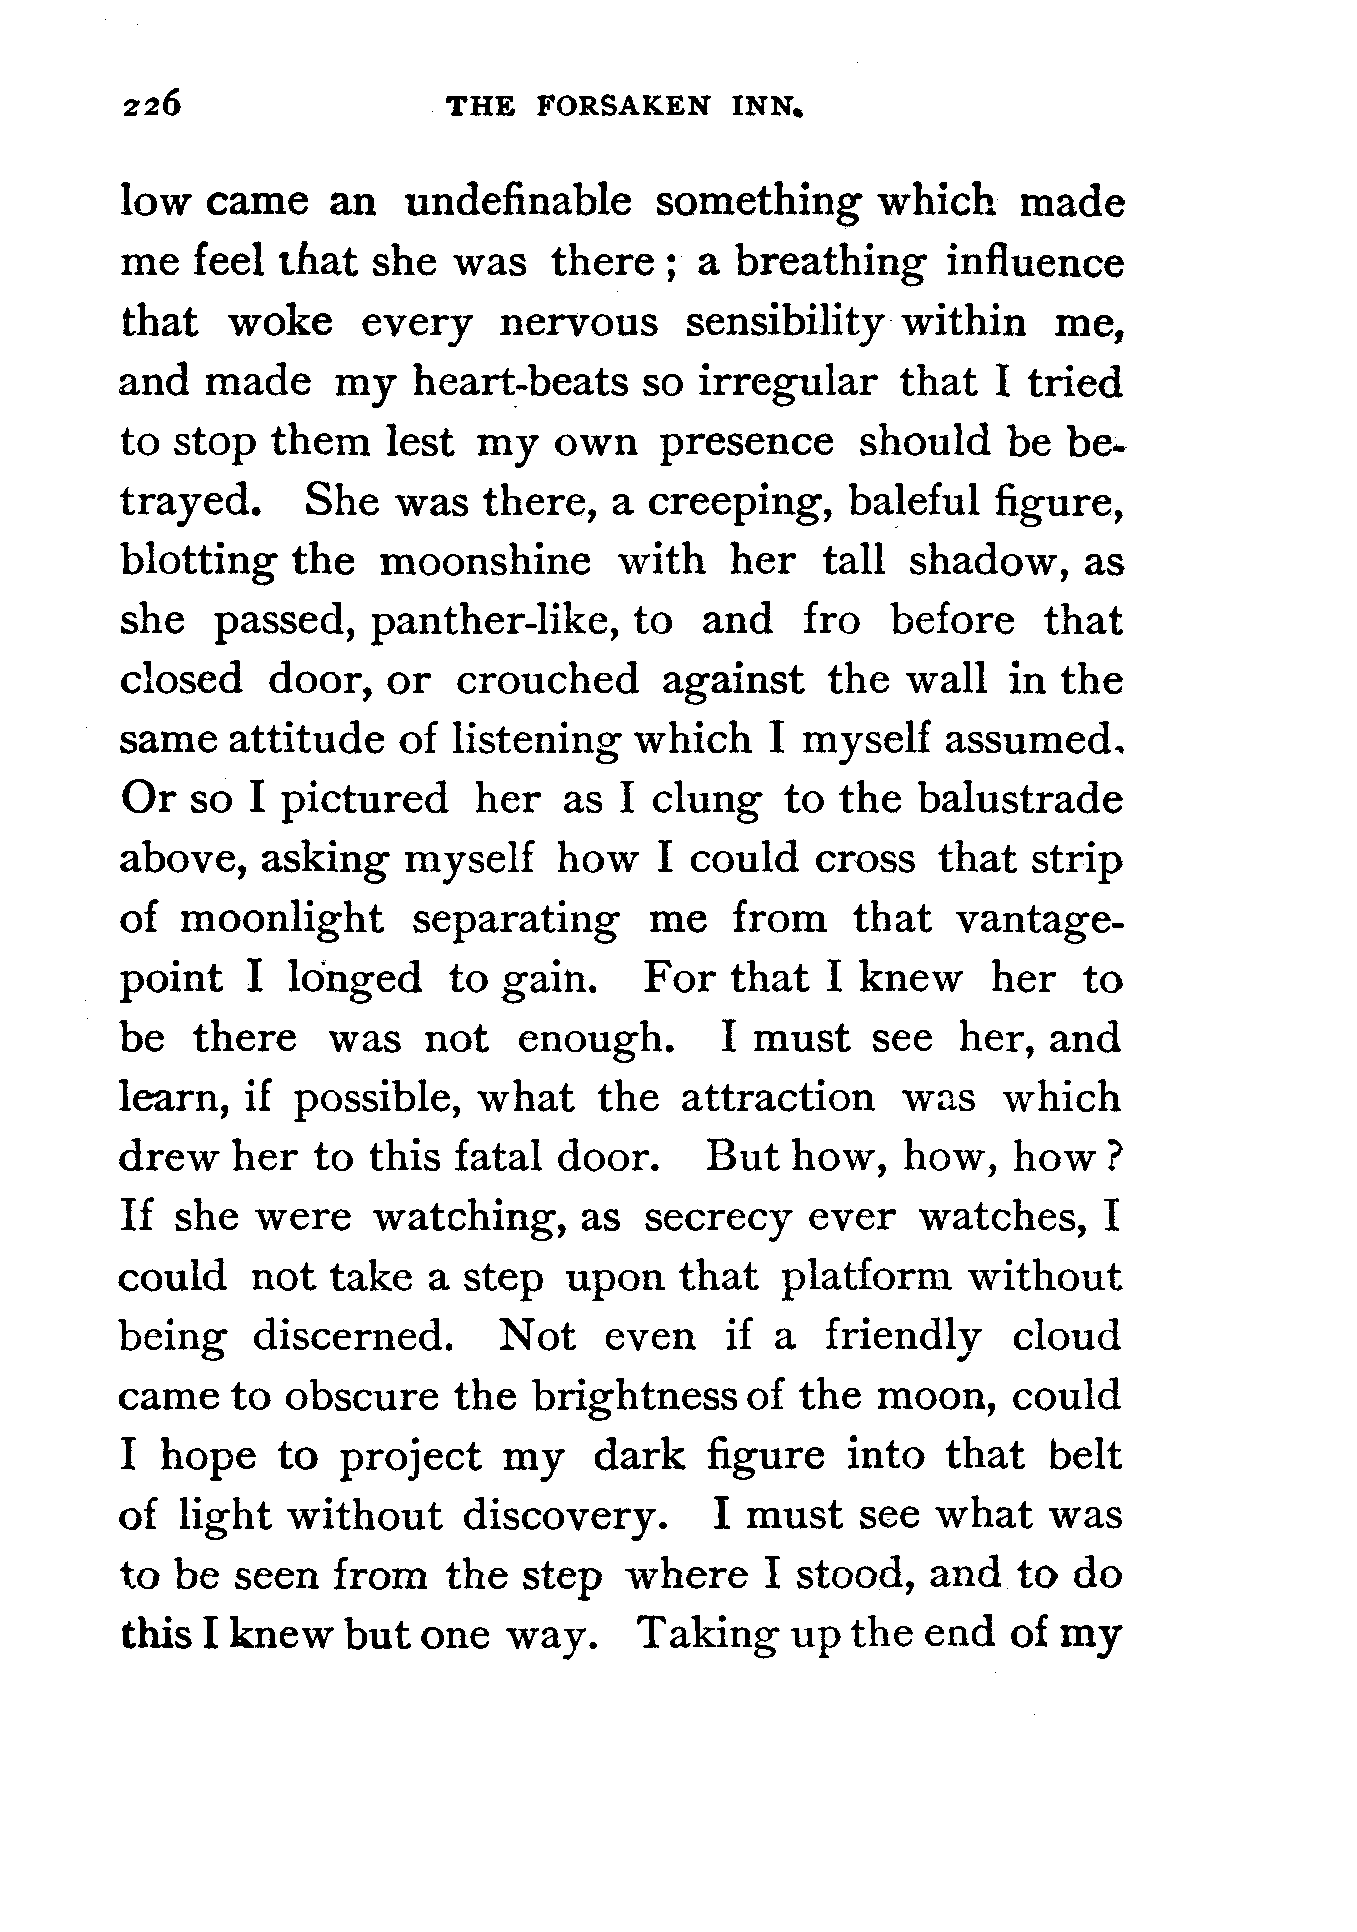 226 THE FORSAKEN INN.
low came an undefinable something which made
me feel that she was there ; a breathing influence
that woke every nervous sensibility within me,
and made my heart-beats so irregular that I tried
to stop them lest my own presence should be be-
trayed. She was there, a creeping, baleful figure,
blotting the moonshine with her tall shadow, as
she passed, panther-like, to and fro before that
closed door, or crouched against the wall in the
same attitude of listening which I myself assumed.
Or so I pictured her as I clung to the balustrade
above, asking myself how I could cross that strip
of moonlight separating me from that vantage-
point I longed to gain. For that I knew her to
be there was not enough. I must see her, and
learn, if possible, what the attraction was which
drew her to this fatal door. But how, how, how ?
If she were watching, as secrecy ever watches, I
could not take a step upon that platform without
being discerned. Not even if a friendly cloud
came to obscure the brightness of the moon, could
I hope to project my dark figure into that belt
of light without discovery. I must see what was
to be seen from the step where I stood, and to do
this I knew but one way. Taking up the end of my